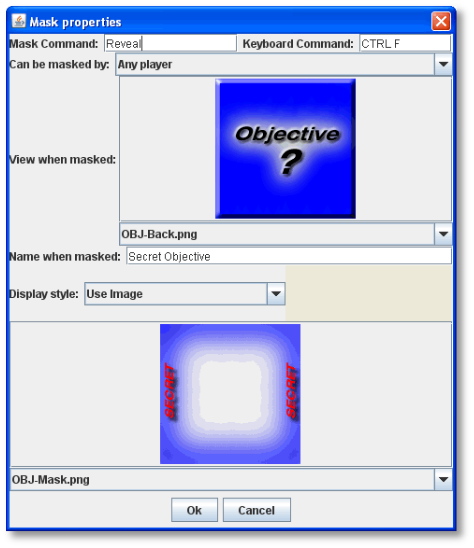 Mask properties
Mask Command: Reveal Keyboard Command: CTRL F
Can be masked by: Any player
Objective
?
View when masked:
OBJ-Back.png
Name when masked: Secret Objective
Display style: Use Image
SECRET SECRET
OBJ-Mask.png
Ok Cancel